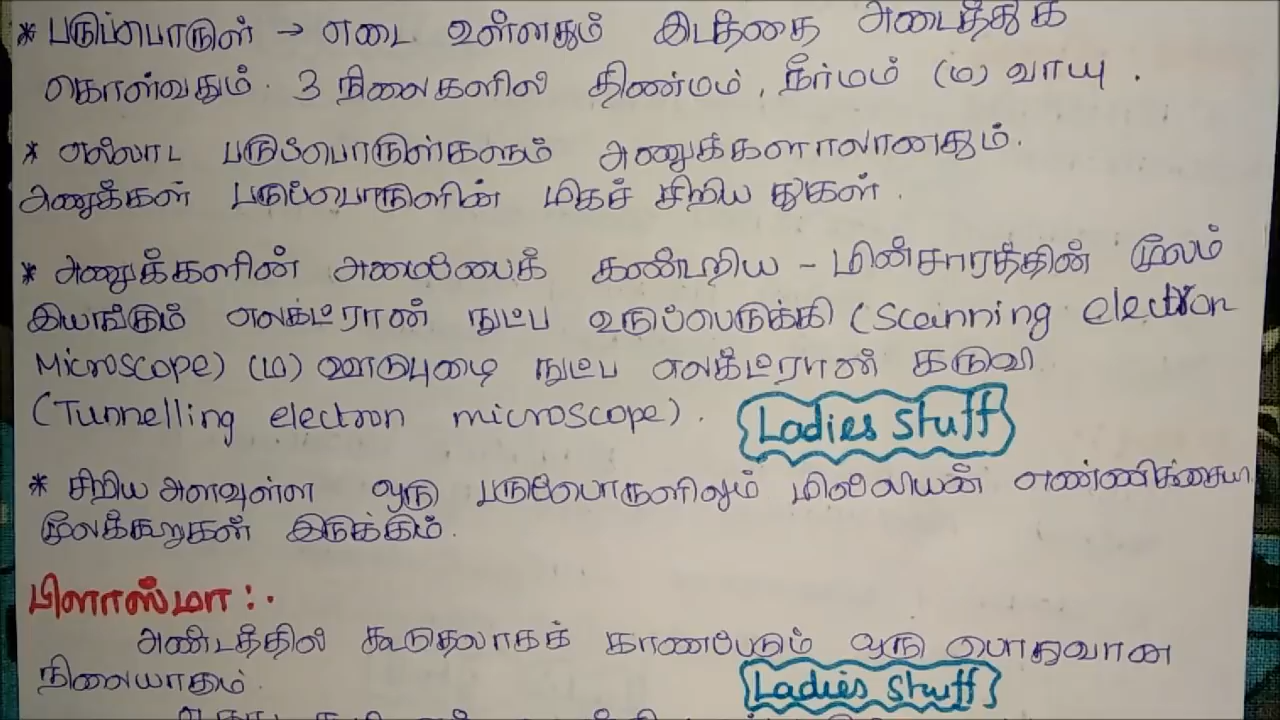 * பருப்பொருள் → எடை உள்ளதும் இடத்தை அடைத்துக்
கொள்வதும். 3 நிலைகளில் திண்மம், நீர்மம் (ம) வாயு.
* எல்லாட பருப்பொருள்களும் அணுக்களாலானதும்.
அணுக்கள் பருப்பொருளின் மிகச் சிறிய துகள்.
* அணுக்களின் அமைப்பைக் கண்டறிய - மின்சாரத்தின் மூலம்
இயங்கும் எலக்ட்ரான் நுட்ப உருப்பெருக்கி (Scanning electron
Microscope) (ம) ஊடுபுழை நுட்ப எலக்ட்ரான் கருவி
(Tunnelling electron microscope).
Ladies stuff
* சிறிய அளவுள்ள ஒரு பருப்பொருளிலும் மில்லியன் எண்ணிக்கையி
மூலக்கூறுகள் இருக்கும்.
பிளாஸ்மா :.
அண்டத்தில் கூடுதலாகக் காணப்படும் ஒரு பொதுவான
நிலையாகும்.
Ladies stuff